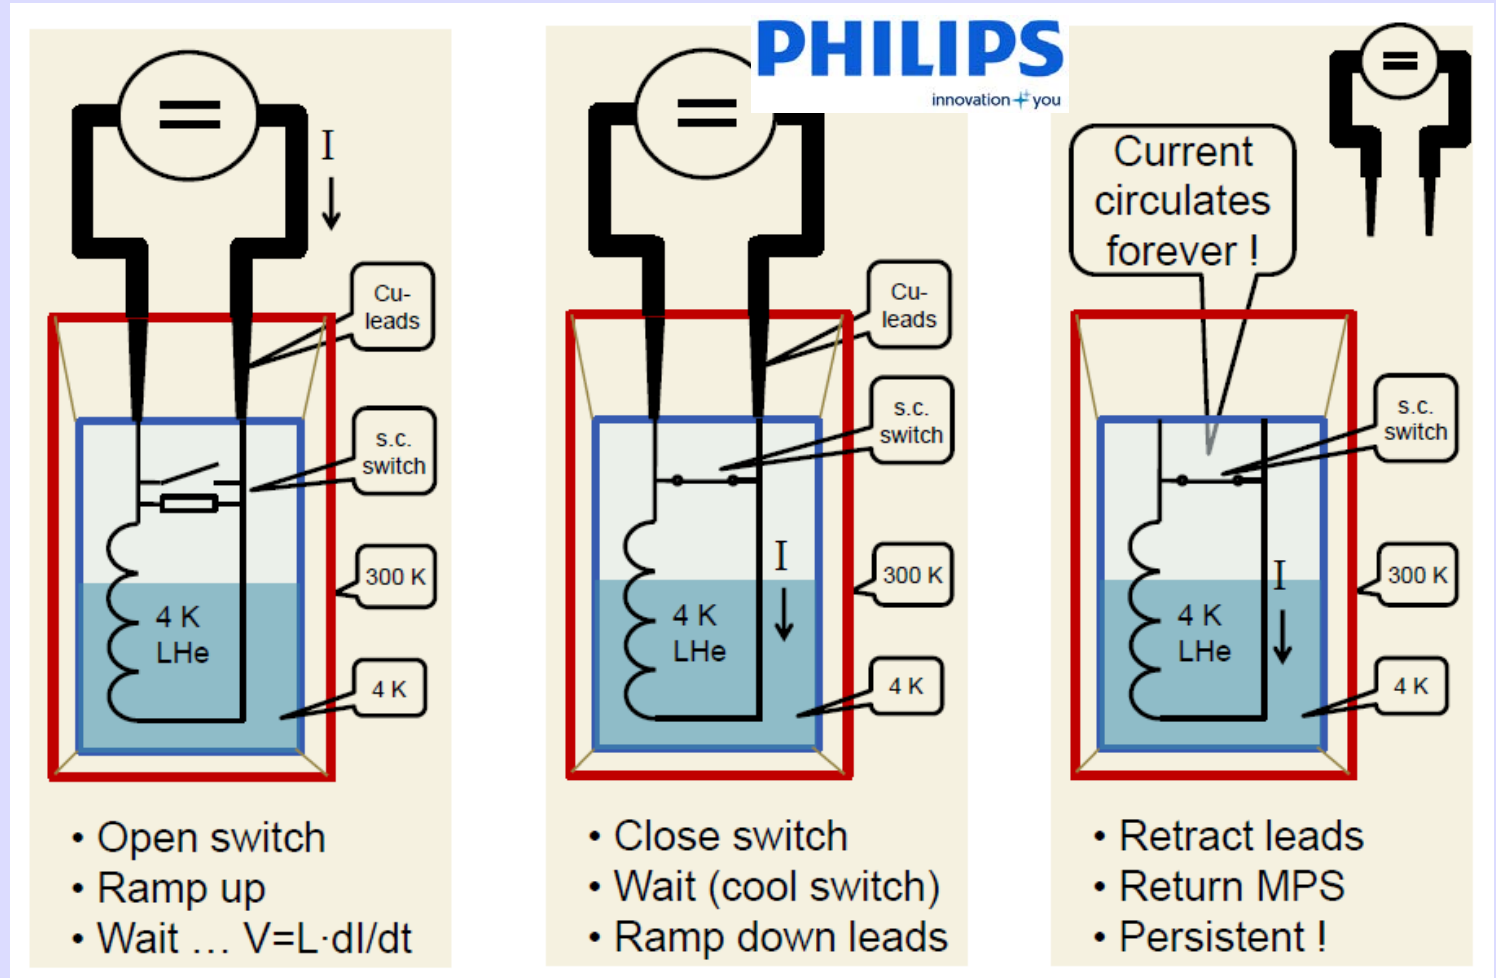 PHILIPS
innovation you
=
I
Cu-
leads
s.c.
switch
300 K
4 K
LHe
4 K
• Open switch
• Ramp up
• Wait … V=L·dI/dt
=
Cu-
leads
s.c.
switch
I
300 K
4 K
LHe
4 K
• Close switch
• Wait (cool switch)
• Ramp down leads
=
Current
circulates
forever !
s.c.
switch
I
300 K
4 K
LHe
4 K
• Retract leads
• Return MPS
• Persistent !